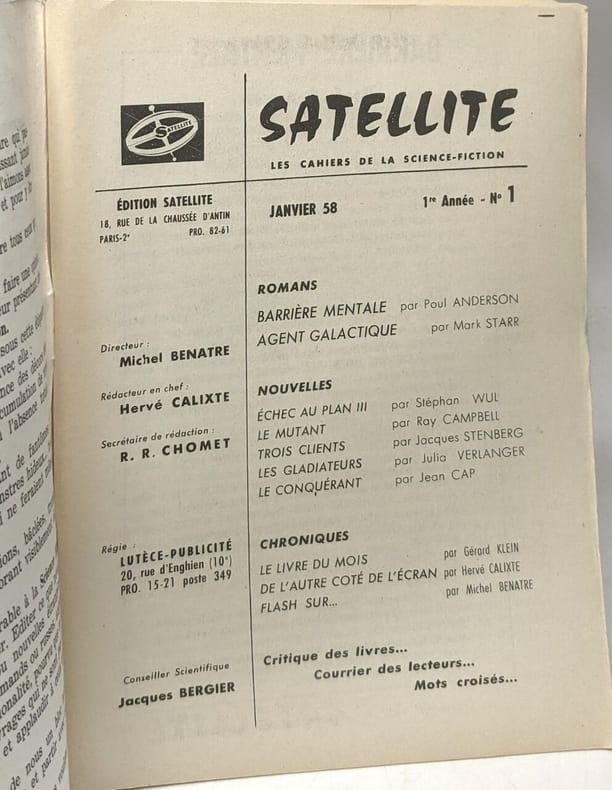 SATELLITE
SATELLITE
LES CAHIERS DE LA SCIENCE-FICTION
ÉDITION SATELLITE
18, RUE DE LA CHAUSSÉE D'ANTIN
PARIS-2e PRO. 82-61
JANVIER 58 1re Année - No 1
Directeur :
Michel BENATRE
Rédacteur en chef :
Hervé CALIXTE
Secrétaire de rédaction :
R. R. CHOMET
Régie :
LUTÈCE-PUBLICITÉ
20, rue d'Enghien (10e)
PRO. 15-21 poste 349
Conseiller Scientifique
Jacques BERGIER
ROMANS
BARRIÈRE MENTALE par Poul ANDERSON
AGENT GALACTIQUE par Mark STARR
NOUVELLES
ÉCHEC AU PLAN III par Stéphan WUL
LE MUTANT par Ray CAMPBELL
TROIS CLIENTS par Jacques STENBERG
LES GLADIATEURS par Julia VERLANGER
LE CONQUÉRANT par Jean CAP
CHRONIQUES
LE LIVRE DU MOIS par Gérard KLEIN
DE L'AUTRE COTÉ DE L'ÉCRAN par Hervé CALIXTE
FLASH SUR... par Michel BENATRE
Critique des livres...
Courrier des lecteurs...
Mots croisés...